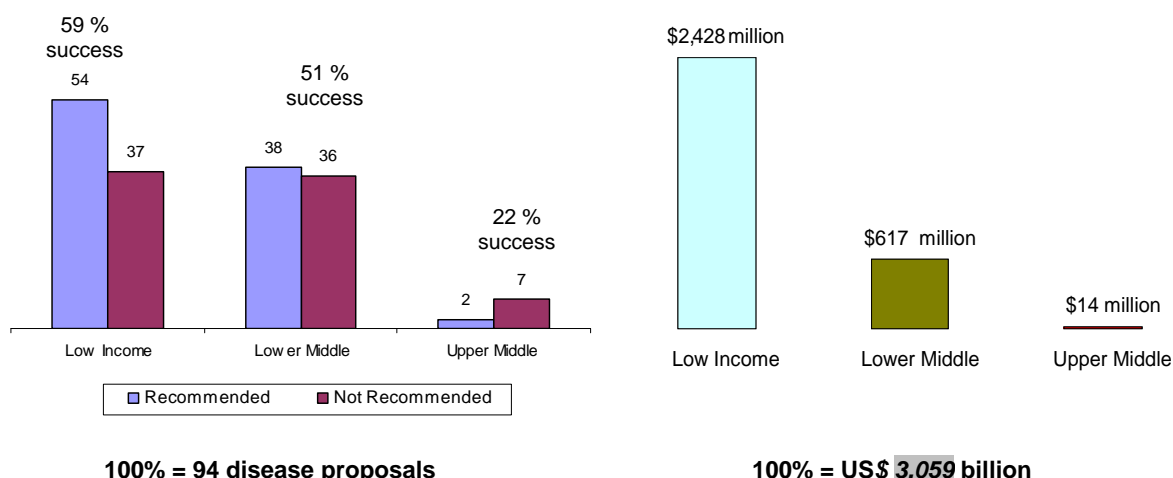 59 %
success
54
37
Low Income
51 %
success
38
36
Lower Middle
22 %
success
2
7
Upper Middle
Recommended Not Recommended
100% = 94 disease proposals
$2,428 million
Low Income
$617 million
Lower Middle
$14 million
Upper Middle
100% = US$ 3.059 billion